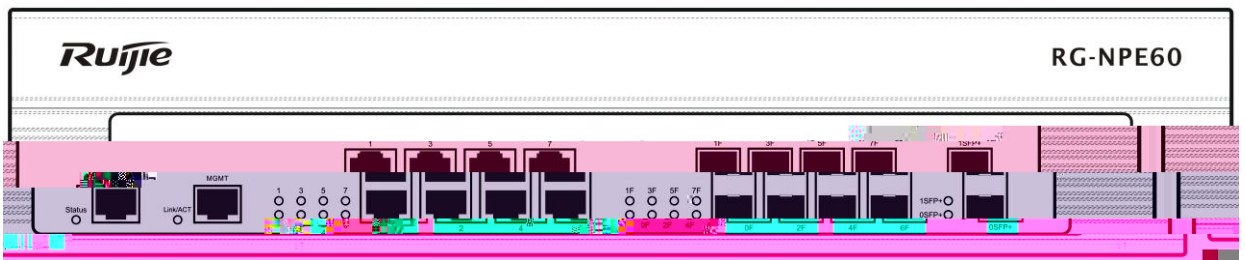 Ruijie RG-NPE60
1 3 5 7 1F 3F 5F 7F 1SFP+
MGMT
1 3 5 7 1F 3F 5F 7F
Status Link/ACT 1SFP+
0SFP+
2 4 0F 2F 4F 0F 2F 4F 6F 0SFP+